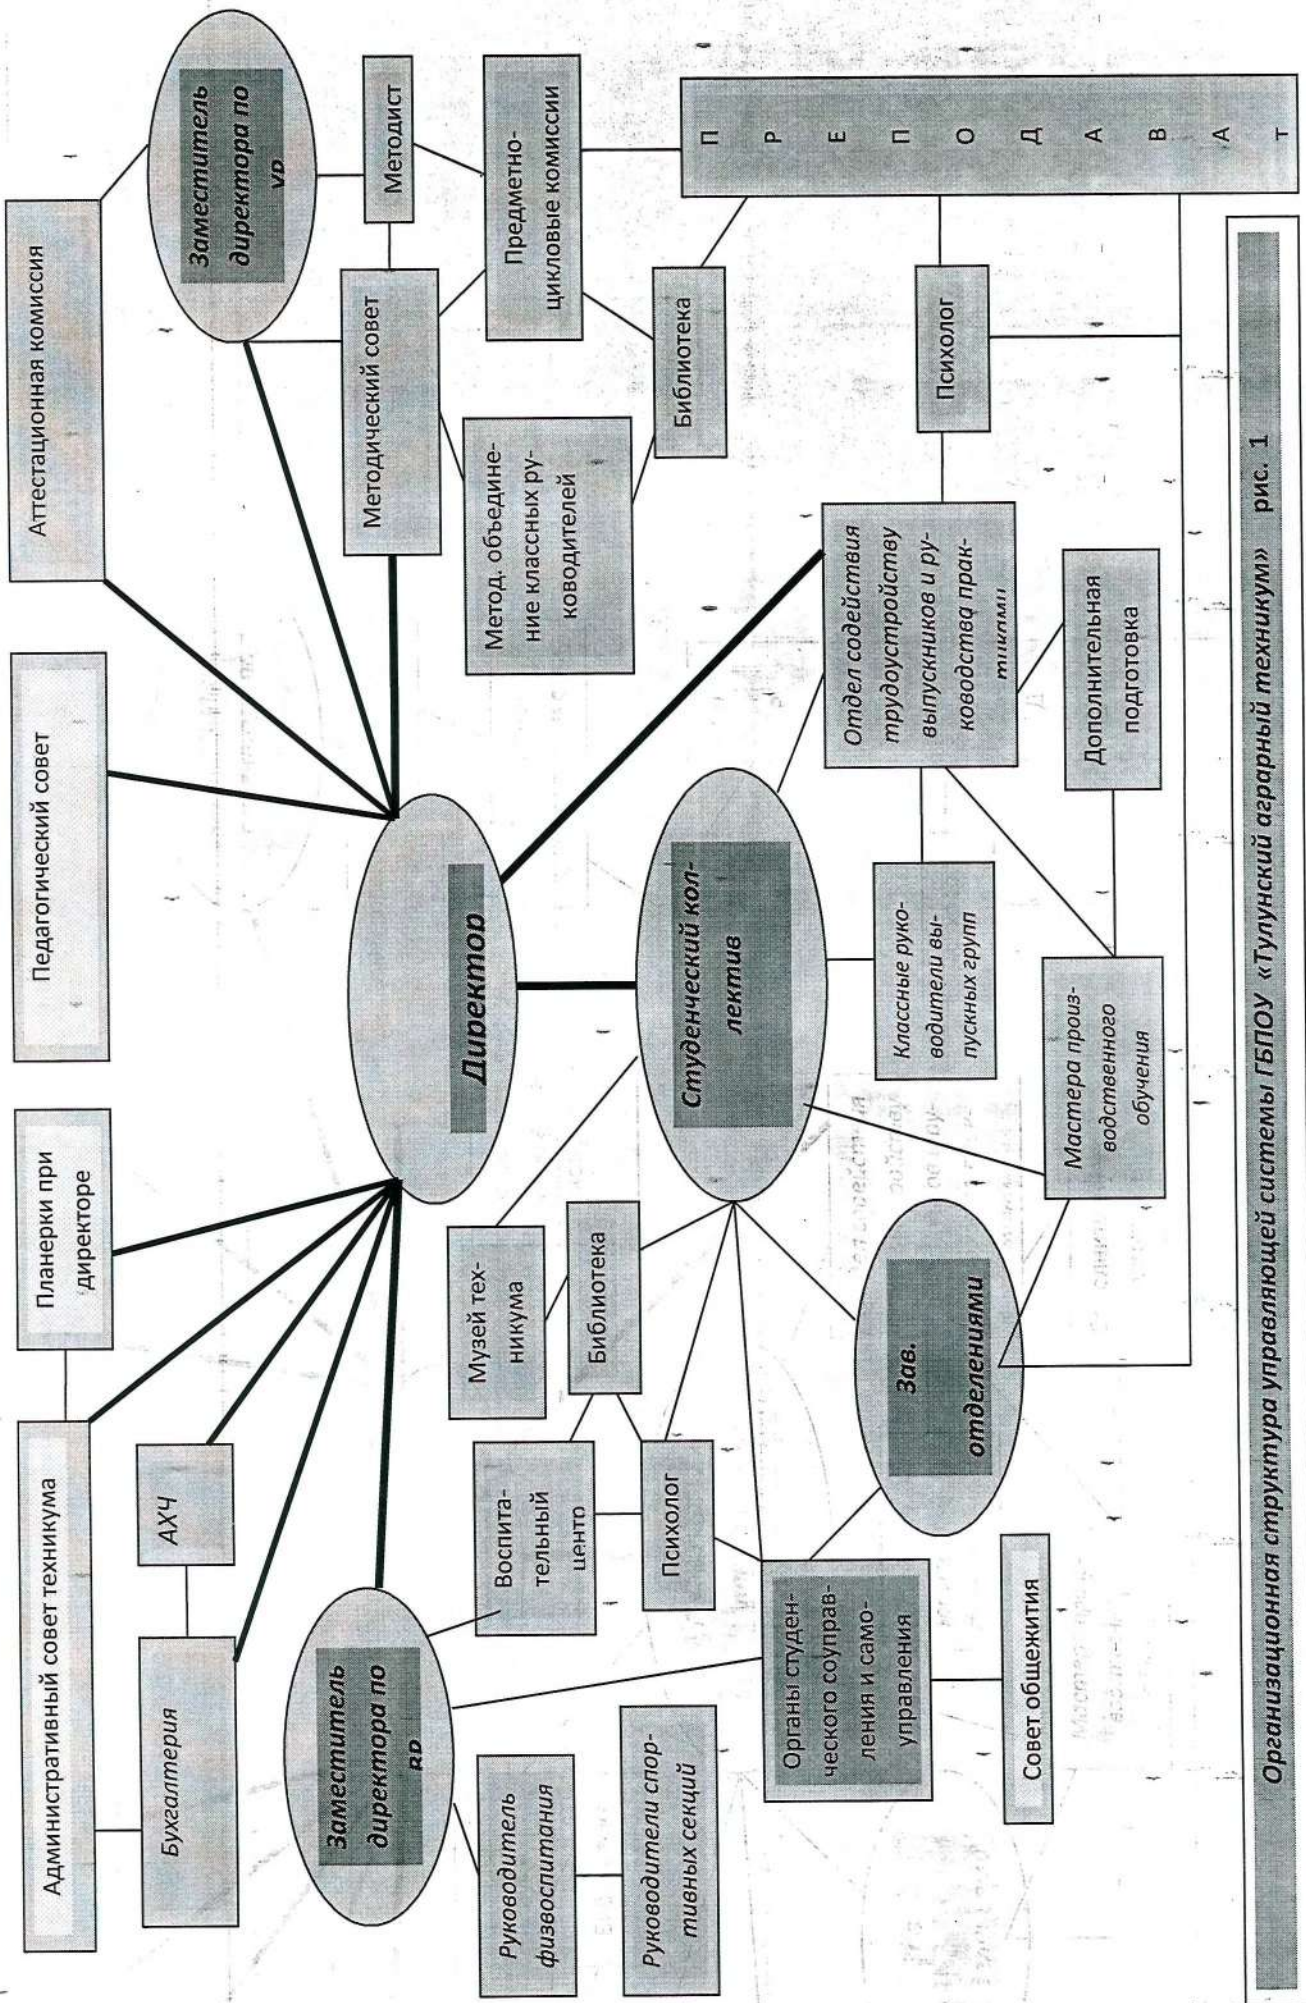 Административный совет техникума
Планерки при
директоре
Педагогический совет
Аттестационная комиссия
Бухгалтерия
АХЧ
Заместитель
директора по
Заместитель
директора по
Директор
Методический совет
Методист
Руководитель
физвоспитания
Воспита-
тельный
центр
Музей тех-
никума
Метод. объедине-
ние классных ру-
ководителей
Предметно-
цикловые комиссии
Руководители спор-
тивных секций
Психолог
Библиотека
Студенческий кол-
лектив
Библиотека
Органы студен-
ческого соуправ-
ления и само-
управления
Зав.
отделениями
Классные руко-
водители вы-
пускных групп
Отдел содействия
трудоустройству
выпускников и ру-
ководства прак-
тиками
Психолог
П
Р
Е
П
О
Д
А
В
А
Т
Совет общежития
Мастера произ-
водственного
обучения
Дополнительная
подготовка
Организационная структура управляющей системы ГБПОУ «Тулунский аграрный техникум» рис. 1